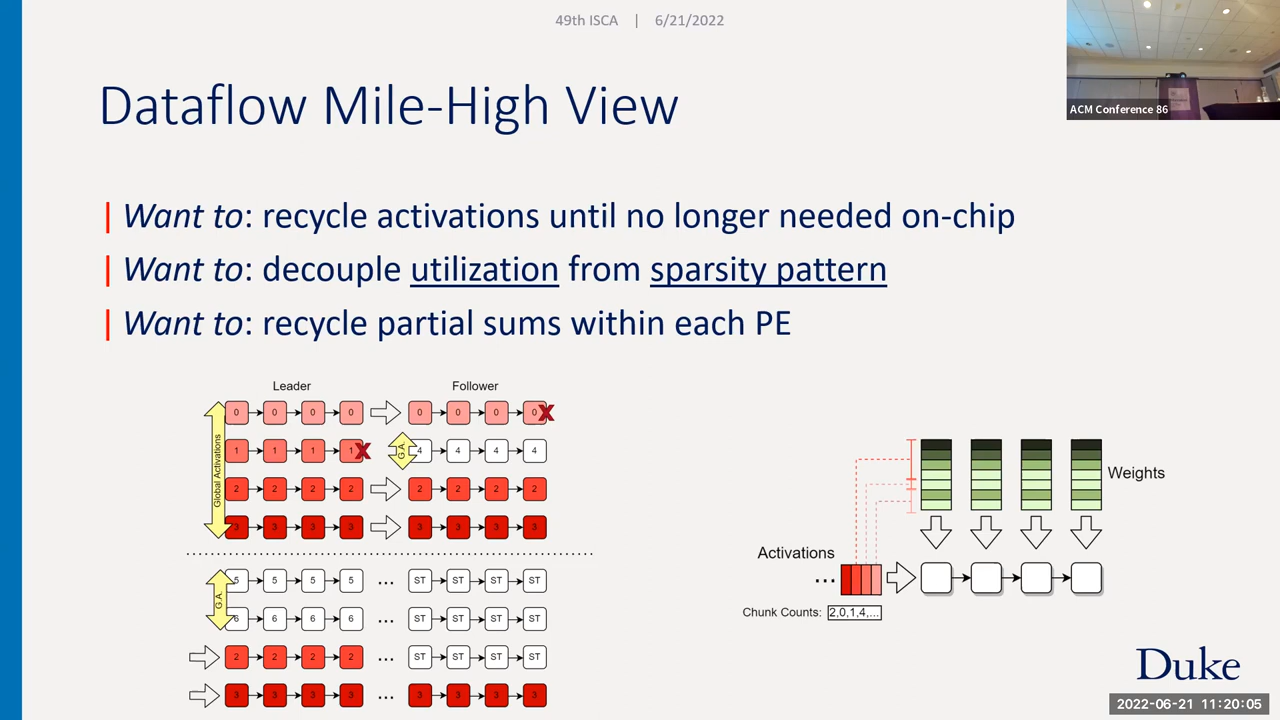 49th ISCA | 6/21/2022
ACM Conference 86
Dataflow Mile-High View
Want to: recycle activations until no longer needed on-chip
Want to: decouple utilization from sparsity pattern
Want to: recycle partial sums within each PE
Leader Follower
Global Activations
0 0 0 0 0 0 0 0 X
1 1 1 1 X G.A. 4 4 4 4
2 2 2 2 2 2 2 2
3 3 3 3 3 3 3 3
G.A.
5 5 5 5 ... ST ST ST ST
6 6 6 6 ... ST ST ST ST
2 2 2 2 ... ST ST ST ST
3 3 3 3 ... 3 3 3 3
Weights
Activations
...
Chunk Counts: 2,0,1,4,...
Duke
2022-06-21 11:20:05